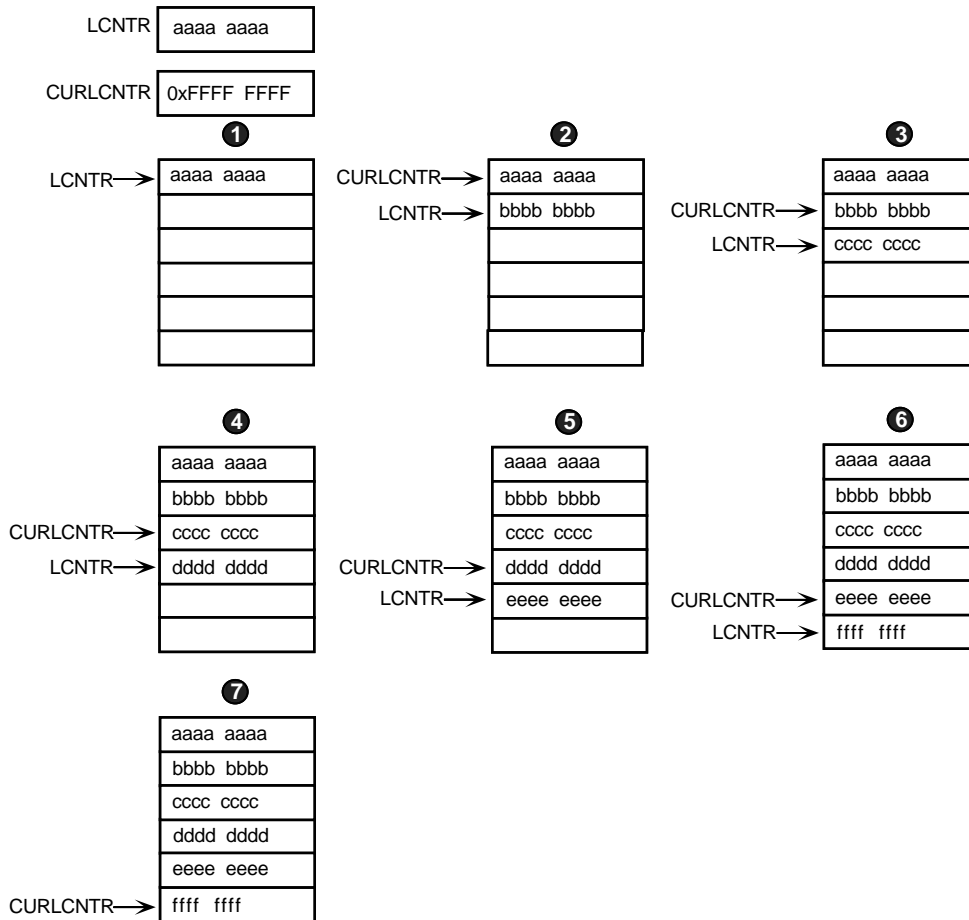 LCNTR aaaa aaaa
CURLCNTR 0xFFFF FFFF
1
LCNTR aaaa aaaa
2
CURLCNTR aaaa aaaa
LCNTR bbbb bbbb
3
aaaa aaaa
CURLCNTR bbbb bbbb
LCNTR cccc cccc
4
aaaa aaaa
bbbb bbbb
CURLCNTR cccc cccc
LCNTR dddd dddd
5
aaaa aaaa
bbbb bbbb
cccc cccc
CURLCNTR dddd dddd
LCNTR eeee eeee
6
aaaa aaaa
bbbb bbbb
cccc cccc
dddd dddd
CURLCNTR eeee eeee
LCNTR ffff ffff
7
aaaa aaaa
bbbb bbbb
cccc cccc
dddd dddd
eeee eeee
CURLCNTR ffff ffff